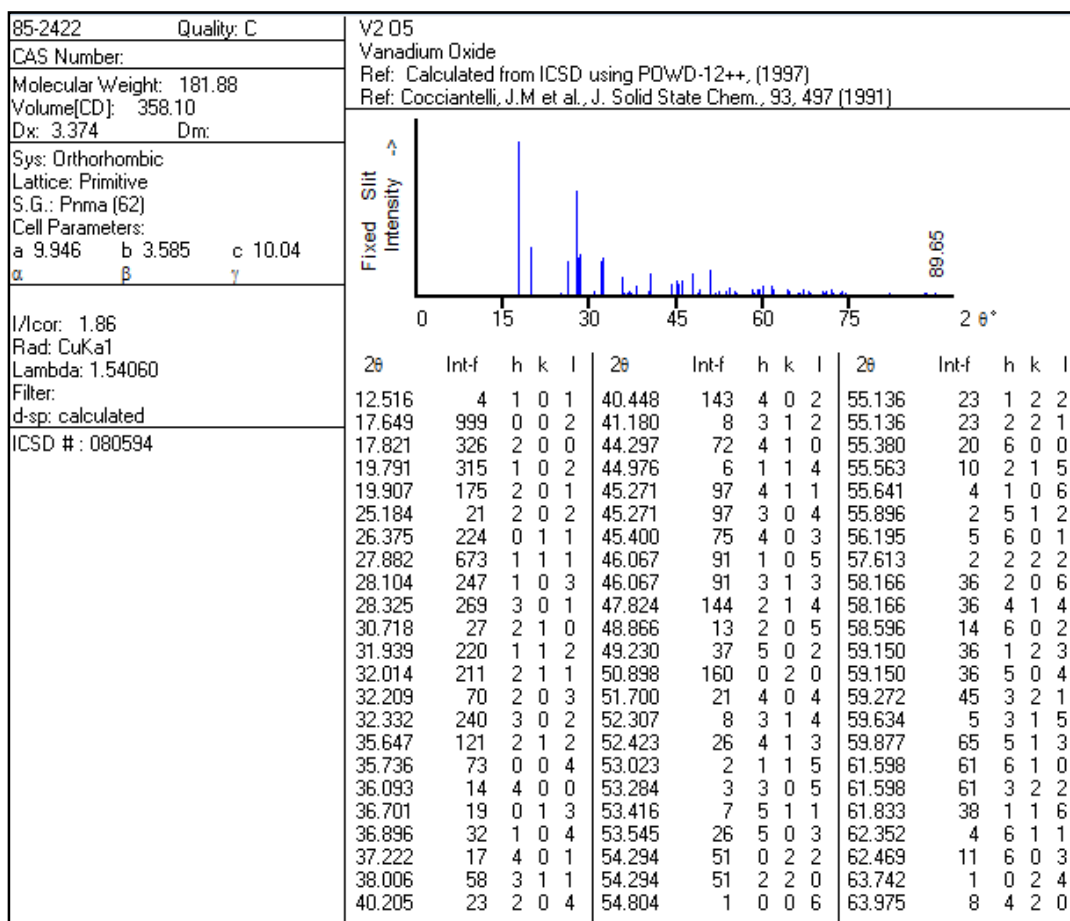 85-2422 Quality: C
CAS Number:
Molecular Weight: 181.88
Volume[CD]: 358.10
Dx: 3.374 Dm:
Sys: Orthorhombic
Lattice: Primitive
S.G.: Pnma (62)
Cell Parameters:
a 9.946 b 3.585 c 10.04
α β γ
I/Icor: 1.86
Rad: CuKa1
Lambda: 1.54060
Filter:
d-sp: calculated
ICSD # : 080594
V2 O5
Vanadium Oxide
Ref: Calculated from ICSD using POWD-12++, (1997)
Ref: Cocciantelli, J.M et al., J. Solid State Chem., 93, 497 (1991)
Fixed Slit
Intensity ->
89.65
0 15 30 45 60 75 2 θ°
2θ Int-f h k l 2θ Int-f h k l 2θ Int-f h k l
12.516 4 1 0 1 40.448 143 4 0 2 55.136 23 1 2 2
17.649 999 0 0 2 41.180 8 3 1 2 55.136 23 2 2 1
17.821 326 2 0 0 44.297 72 4 1 0 55.380 20 6 0 0
19.791 315 1 0 2 44.976 6 1 1 4 55.563 10 2 1 5
19.907 175 2 0 1 45.271 97 4 1 1 55.641 4 1 0 6
25.184 21 2 0 2 45.271 97 3 0 4 55.896 2 5 1 2
26.375 224 0 1 1 45.400 75 4 0 3 56.195 5 6 0 1
27.882 673 1 1 1 46.067 91 1 0 5 57.613 2 2 2 2
28.104 247 1 0 3 46.067 91 3 1 3 58.166 36 2 0 6
28.325 269 3 0 1 47.824 144 2 1 4 58.166 36 4 1 4
30.718 27 2 1 0 48.866 13 2 0 5 58.596 14 6 0 2
31.939 220 1 1 2 49.230 37 5 0 2 59.150 36 1 2 3
32.014 211 2 1 1 50.898 160 0 2 0 59.150 36 5 0 4
32.209 70 2 0 3 51.700 21 4 0 4 59.272 45 3 2 1
32.332 240 3 0 2 52.307 8 3 1 4 59.634 5 3 1 5
35.647 121 2 1 2 52.423 26 4 1 3 59.877 65 5 1 3
35.736 73 0 0 4 53.023 2 1 1 5 61.598 61 6 1 0
36.093 14 4 0 0 53.284 3 3 0 5 61.598 61 3 2 2
36.701 19 0 1 3 53.416 7 5 1 1 61.833 38 1 1 6
36.896 32 1 0 4 53.545 26 5 0 3 62.352 4 6 1 1
37.222 17 4 0 1 54.294 51 0 2 2 62.469 11 6 0 3
38.006 58 3 1 1 54.294 51 2 2 0 63.742 1 0 2 4
40.205 23 2 0 4 54.804 1 0 0 6 63.975 8 4 2 0